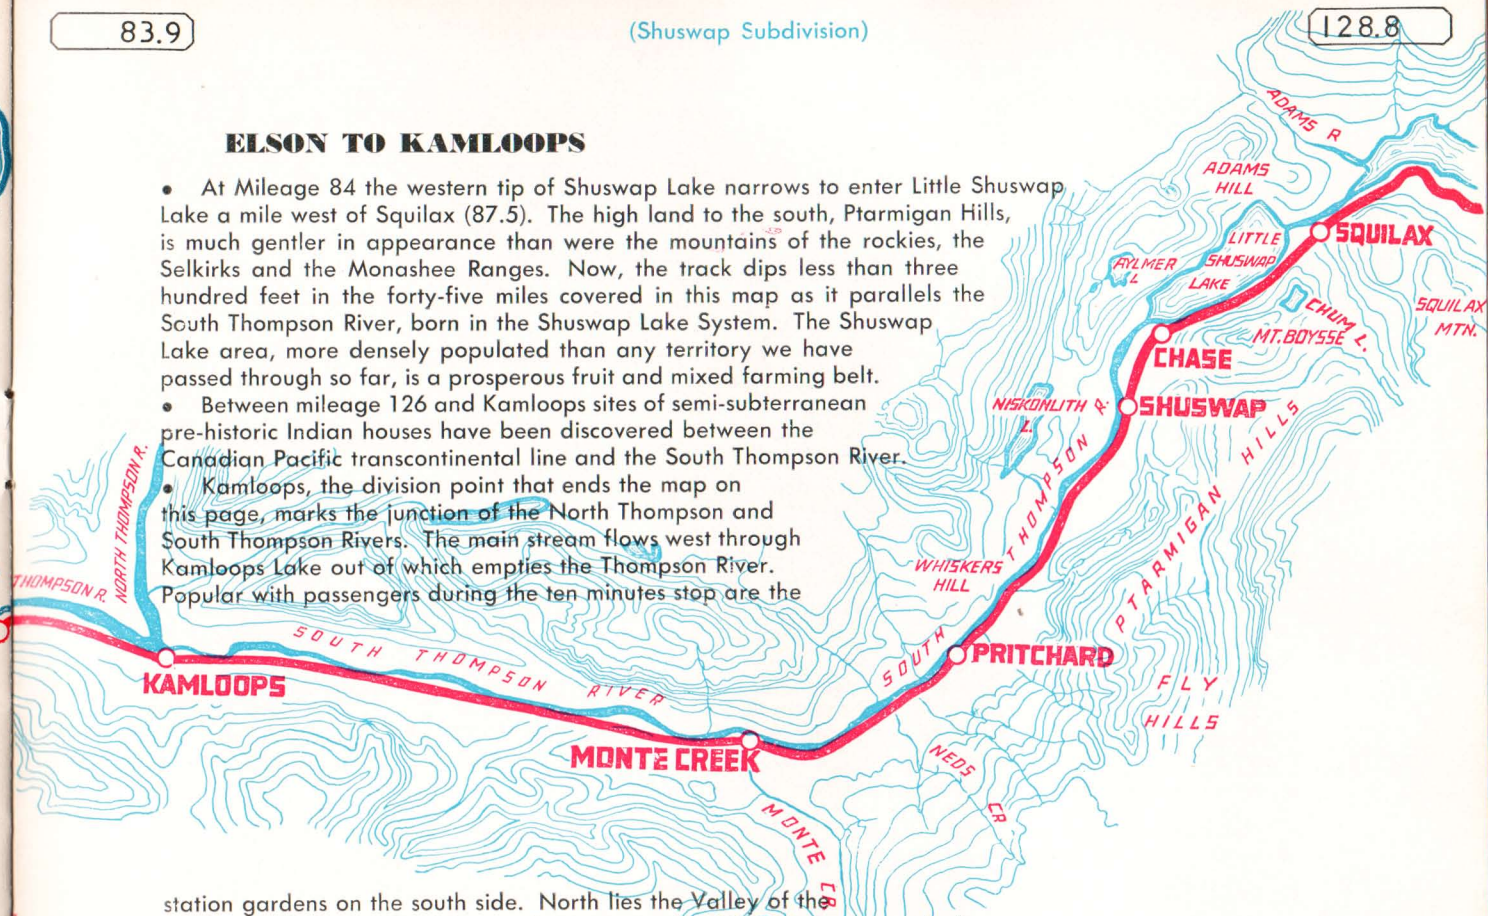 83.9
(Shuswap Subdivision)
128.8
ELSON TO KAMLOOPS
• At Mileage 84 the western tip of Shuswap Lake narrows to enter Little Shuswap
Lake a mile west of Squilax (87.5). The high land to the south, Ptarmigan Hills,
is much gentler in appearance than were the mountains of the rockies, the
Selkirks and the Monashee Ranges. Now, the track dips less than three
hundred feet in the forty-five miles covered in this map as it parallels the
South Thompson River, born in the Shuswap Lake System. The Shuswap
Lake area, more densely populated than any territory we have
passed through so far, is a prosperous fruit and mixed farming belt.
• Between mileage 126 and Kamloops sites of semi-subterranean
pre-historic Indian houses have been discovered between the
Canadian Pacific transcontinental line and the South Thompson River.
• Kamloops, the division point that ends the map on
this page, marks the junction of the North Thompson and
South Thompson Rivers. The main stream flows west through
Kamloops Lake out of which empties the Thompson River.
Popular with passengers during the ten minutes stop are the
ADAMS R
ADAMS
HILL
SQUILAX
LITTLE
SHUSWAP
LAKE
AYLMER
L
CHUM L.
SQUILAX
MTN.
MT. BOYSSE
CHASE
NISKONLITH
L.
SHUSWAP
SOUTH THOMPSON R.
PTARMIGAN HILLS
WHISKERS
HILL
NORTH THOMPSON R.
THOMPSON R.
SOUTH THOMPSON RIVER
PRITCHARD
KAMLOOPS
FLY
HILLS
MONTE CREEK
NEDS CR
MONTE CR
station gardens on the south side. North lies the Valley of the